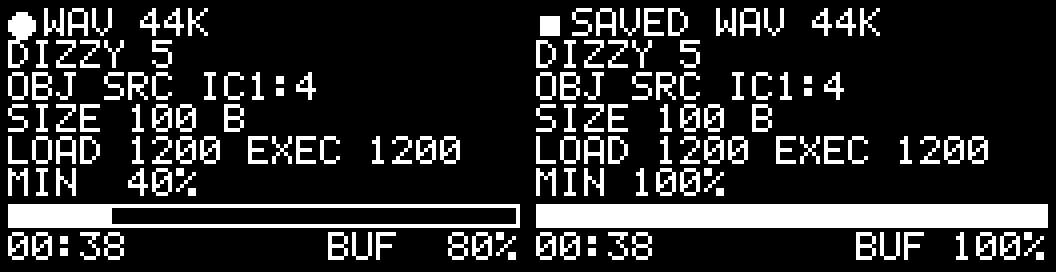 WAV 44K
DIZZY 5
OBJ SRC IC1:4
SIZE 100 B
LOAD 1200 EXEC 1200
MIN 40%
00:38 BUF 80%
SAVED WAV 44K
DIZZY 5
OBJ SRC IC1:4
SIZE 100 B
LOAD 1200 EXEC 1200
MIN 100%
00:38 BUF 100%